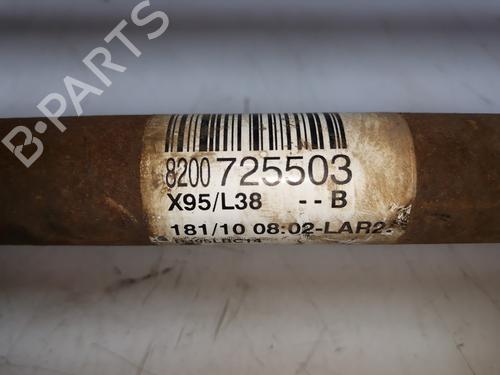 B-PARTS
8200 725503
X95/L38 -- B
181/10 08:02-LAR2